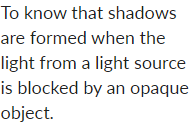 To know that shadows
are formed when the
light from a light source
is blocked by an opaque
object.